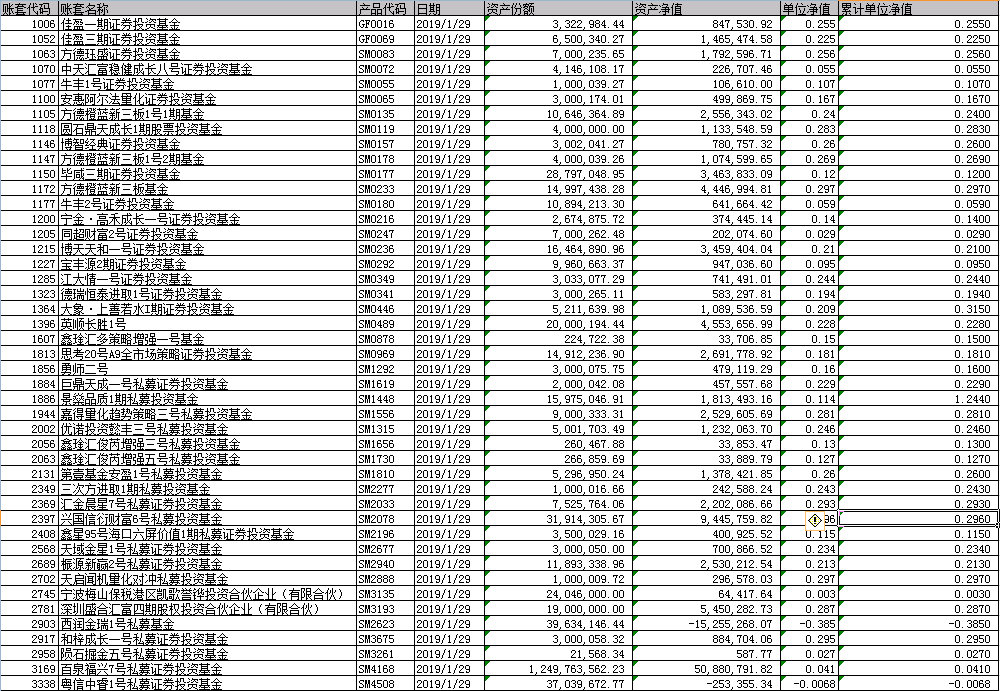 账套代码 账套名称 产品代码 日期 资产份额 资产净值 单位净值 累计单位净值
1006 佳盈一期证券投资基金 GF0016 2019/1/29 3,322,984.44 847,530.92 0.255 0.2550
1052 佳盈三期证券投资基金 GF0069 2019/1/29 6,500,340.27 1,465,474.58 0.225 0.2250
1063 方德珏盛证券投资基金 SM0083 2019/1/29 7,000,235.65 1,792,596.71 0.256 0.2560
1070 中天汇富稳健成长八号证券投资基金 SM0072 2019/1/29 4,146,108.17 226,707.46 0.055 0.0550
1077 牛丰1号证券投资基金 SM0055 2019/1/29 1,000,039.27 106,610.00 0.107 0.1070
1100 安惠阿尔法量化证券投资基金 SM0065 2019/1/29 3,000,174.01 499,869.75 0.167 0.1670
1105 方德橙蓝新三板1号1期基金 SM0135 2019/1/29 10,646,364.89 2,556,343.02 0.24 0.2400
1118 圆石鼎天成长1期股票投资基金 SM0119 2019/1/29 4,000,000.00 1,133,548.59 0.283 0.2830
1146 博智经典证券投资基金 SM0157 2019/1/29 3,002,041.27 780,757.32 0.26 0.2600
1147 方德橙蓝新三板1号2期基金 SM0178 2019/1/29 4,000,039.26 1,074,599.65 0.269 0.2690
1150 毕咸三期证券投资基金 SM0177 2019/1/29 28,797,048.95 3,463,833.09 0.12 0.1200
1172 方德橙蓝新三板基金 SM0233 2019/1/29 14,997,438.28 4,446,994.81 0.297 0.2970
1177 牛丰2号证券投资基金 SM0180 2019/1/29 10,894,213.30 641,664.42 0.059 0.0590
1200 宁金·高禾成长一号证券投资基金 SM0216 2019/1/29 2,674,875.72 374,445.14 0.14 0.1400
1205 同超财富2号证券投资基金 SM0247 2019/1/29 7,000,262.48 202,074.60 0.029 0.0290
1215 博天天和一号证券投资基金 SM0236 2019/1/29 16,464,890.96 3,459,404.04 0.21 0.2100
1227 宝丰源2期证券投资基金 SM0292 2019/1/29 9,960,663.37 947,036.60 0.095 0.0950
1285 江大情一号证券投资基金 SM0349 2019/1/29 3,033,077.29 741,491.01 0.244 0.2440
1323 德瑞恒泰进取1号证券投资基金 SM0341 2019/1/29 3,000,265.11 583,297.81 0.194 0.1940
1364 大象·上善若水I期证券投资基金 SM0446 2019/1/29 5,211,639.98 1,089,536.59 0.209 0.3150
1396 英顺长胜1号 SM0489 2019/1/29 20,000,194.44 4,553,656.99 0.228 0.2280
1607 鑫琻汇多策略增强一号基金 SM0878 2019/1/29 224,722.38 33,706.85 0.15 0.1500
1813 思考20号A9全市场策略证券投资基金 SM0969 2019/1/29 14,912,236.90 2,691,778.92 0.181 0.1810
1856 勇师二号 SM1292 2019/1/29 3,000,075.75 479,119.29 0.16 0.1600
1884 巨鼎天成一号私募证券投资基金 SM1619 2019/1/29 2,000,042.08 457,557.68 0.229 0.2290
1886 景燚品质1期私募投资基金 SM1448 2019/1/29 15,975,046.91 1,813,493.16 0.114 1.2440
1944 嘉得量化趋势策略三号私募投资基金 SM1556 2019/1/29 9,000,333.31 2,529,605.69 0.281 0.2810
2002 优诺投资懿丰三号私募基金 SM1315 2019/1/29 5,001,703.49 1,232,063.70 0.246 0.2460
2056 鑫琻汇俊芮增强三号私募投资基金 SM1656 2019/1/29 260,467.88 33,853.47 0.13 0.1300
2063 鑫琻汇俊芮增强五号私募投资基金 SM1730 2019/1/29 266,859.69 33,889.79 0.127 0.1270
2131 第壹基金安盈1号私募投资基金 SM1810 2019/1/29 5,296,950.24 1,378,421.85 0.26 0.2600
2349 三次方进取1期私募投资基金 SM2277 2019/1/29 1,000,016.66 242,588.24 0.243 0.2430
2369 汇金晨星7号私募证券投资基金 SM2033 2019/1/29 7,525,764.06 2,202,086.66 0.293 0.2930
2397 兴国信衍财富6号私募投资基金 SM2078 2019/1/29 31,914,305.67 9,445,759.82 96 0.2960
2408 鑫星95号海口六屏价值1期私募证券投资基金 SM2196 2019/1/29 3,500,029.16 400,925.52 0.115 0.1150
2568 天域金星1号私募证券投资基金 SM2677 2019/1/29 3,000,050.00 700,866.52 0.234 0.2340
2689 振源新赢2号私募证券投资基金 SM2940 2019/1/29 11,893,338.96 2,530,212.54 0.213 0.2130
2702 天启闻机量化对冲私募投资基金 SM2888 2019/1/29 1,000,009.72 296,578.03 0.297 0.2970
2745 宁波梅山保税港区凯歌誉铧投资合伙企业（有限合伙） SM3135 2019/1/29 24,046,000.00 64,417.64 0.003 0.0030
2781 深圳盛合汇富四期股权投资合伙企业（有限合伙） SM3193 2019/1/29 19,000,000.00 5,450,282.73 0.287 0.2870
2903 西润金瑞1号私募基金 SM2623 2019/1/29 39,634,146.44 -15,255,268.07 -0.385 -0.3850
2917 和梓成长一号私募证券投资基金 SM3675 2019/1/29 3,000,058.32 884,704.06 0.295 0.2950
2958 陨石掘金五号私募证券投资基金 SM3261 2019/1/29 21,568.34 587.77 0.027 0.0270
3169 百泉福兴7号私募证券投资基金 SM4168 2019/1/29 1,249,763,562.23 50,880,791.82 0.041 0.0410
3338 粤信中睿1号私募证券投资基金 SM4508 2019/1/29 37,039,672.77 -253,355.34 -0.0068 -0.0068